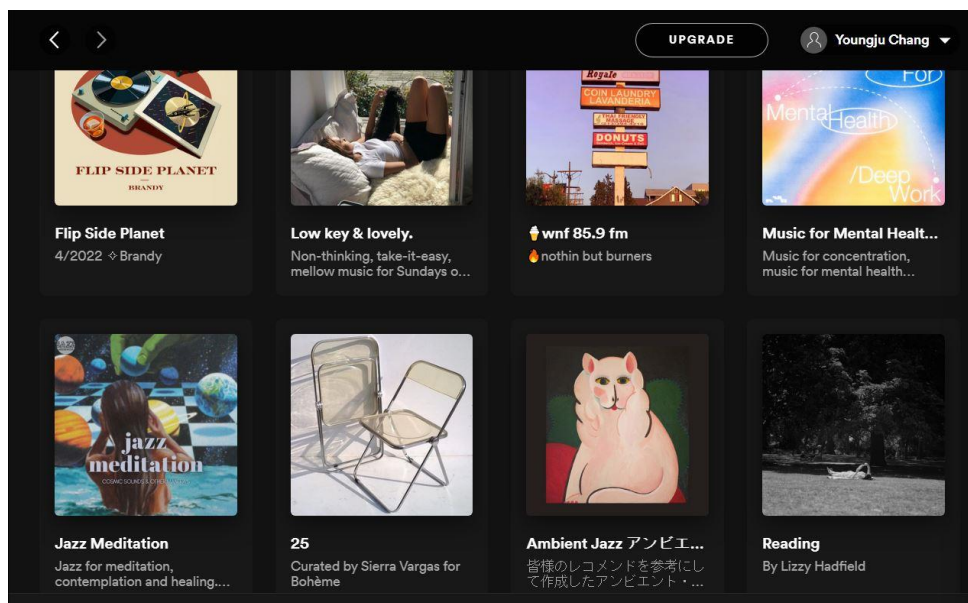 UPGRADE
Youngju Chang
FLIP SIDE PLANET
BRANDY
Royale
COIN LAUNDRY
LAVANDERIA
THAI FRIENDLY
MASSAGE
DONUTS
For
Mental Health
/Deep
Work
Flip Side Planet
4/2022 ✧ Brandy
Low key & lovely.
Non-thinking, take-it-easy,
mellow music for Sundays o...
🍦wnf 85.9 fm
🔥nothin but burners
Music for Mental Healt...
Music for concentration,
music for mental health...
JAZZ
jazz
meditation
Jazz Meditation
Jazz for meditation,
contemplation and healing....
25
Curated by Sierra Vargas for
Bohème
Ambient Jazz アンビエ...
皆様のレコメンドを参考にし
て作成したアンビエント・...
Reading
By Lizzy Hadfield